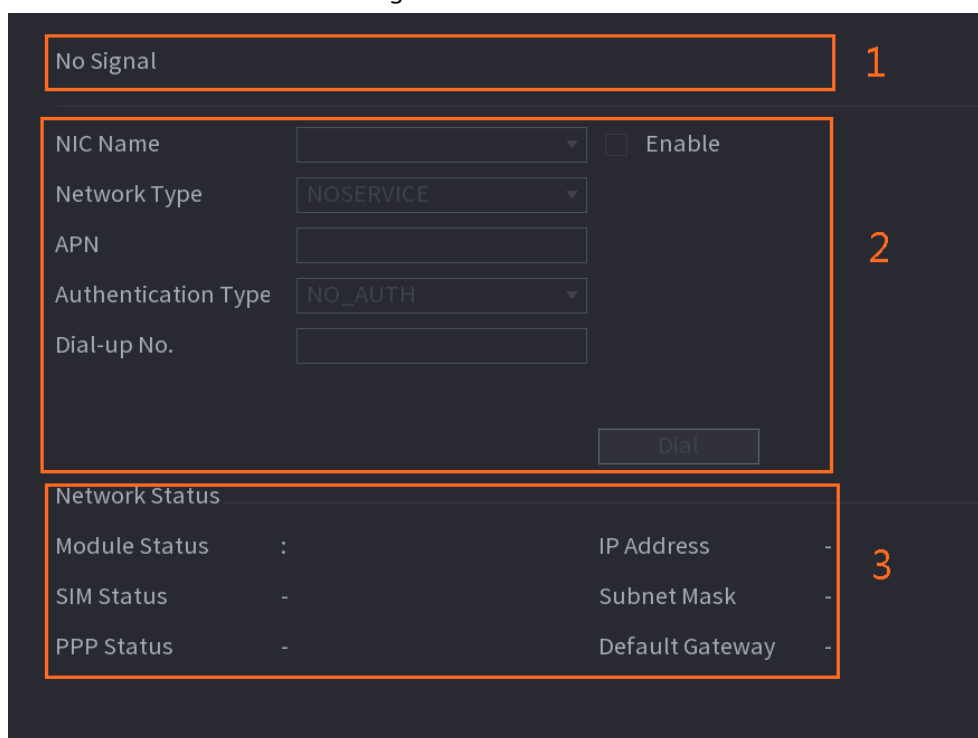 No Signal
1
NIC Name Enable
Network Type NOSERVICE
APN
2
Authentication Type NO_AUTH
Dial-up No.
Dial
Network Status
Module Status : IP Address -
3
SIM Status - Subnet Mask -
PPP Status - Default Gateway -